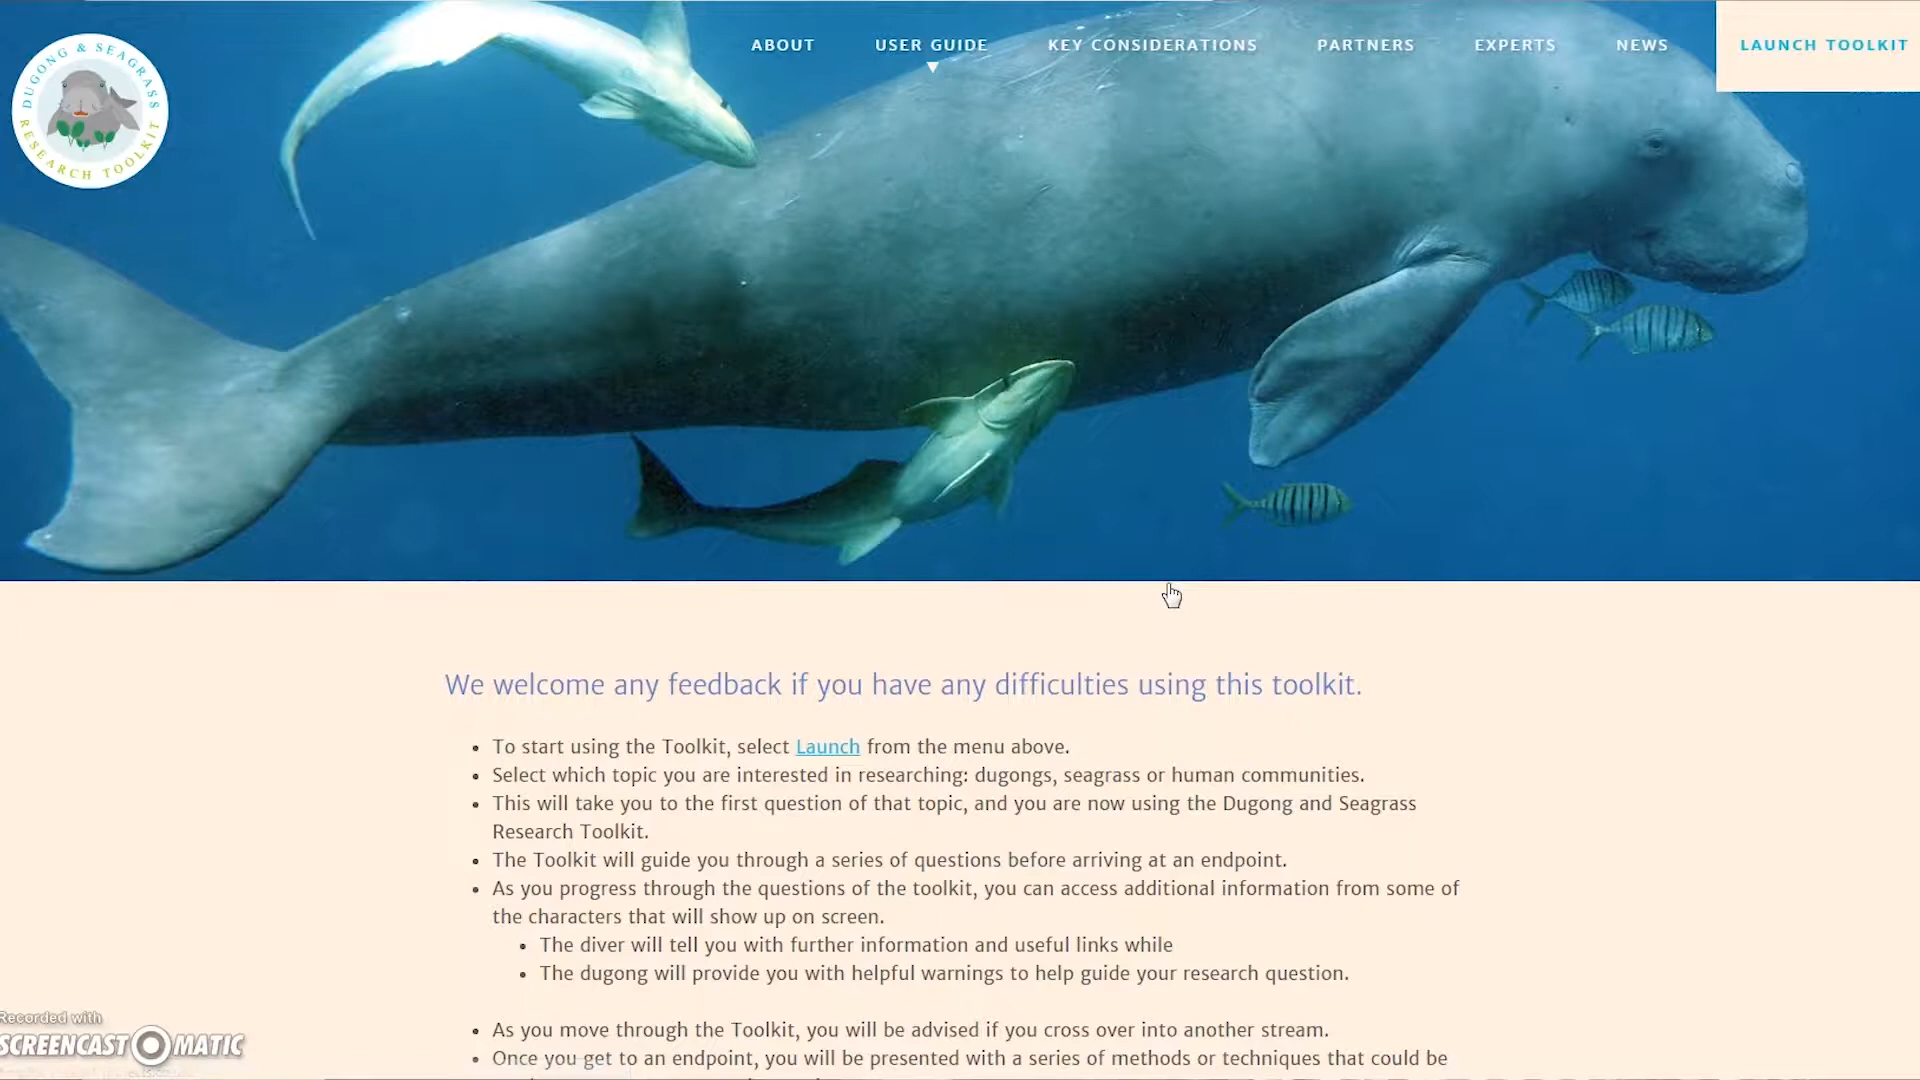 DUGONG & SEAGRASS
RESEARCH TOOLKIT
ABOUT
USER GUIDE
KEY CONSIDERATIONS
PARTNERS
EXPERTS
NEWS
LAUNCH TOOLKIT
We welcome any feedback if you have any difficulties using this toolkit.
• To start using the Toolkit, select Launch from the menu above.
• Select which topic you are interested in researching: dugongs, seagrass or human communities.
• This will take you to the first question of that topic, and you are now using the Dugong and Seagrass
Research Toolkit.
• The Toolkit will guide you through a series of questions before arriving at an endpoint.
• As you progress through the questions of the toolkit, you can access additional information from some of
the characters that will show up on screen.
• The diver will tell you with further information and useful links while
• The dugong will provide you with helpful warnings to help guide your research question.
• As you move through the Toolkit, you will be advised if you cross over into another stream.
• Once you get to an endpoint, you will be presented with a series of methods or techniques that could be
Recorded with
SCREENCAST MATIC